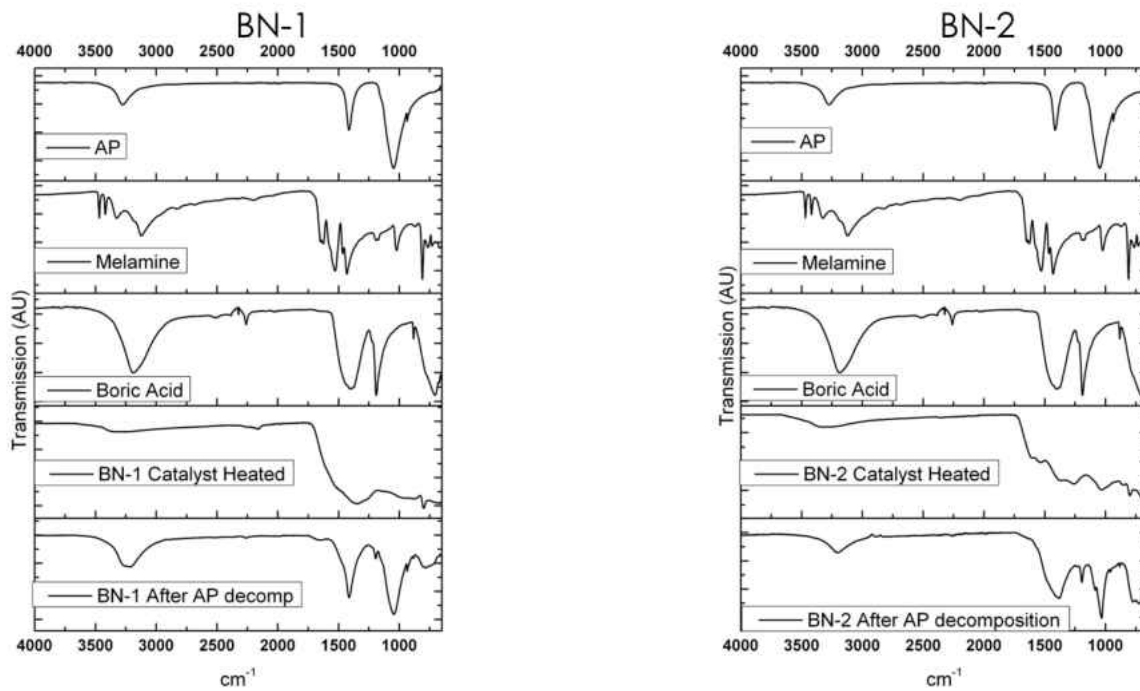 BN-1
4000 3500 3000 2500 2000 1500 1000
AP
Melamine
Boric Acid
BN-1 Catalyst Heated
BN-1 After AP decomp
Transmission (AU)
4000 3500 3000 2500 2000 1500 1000
cm⁻¹
BN-2
4000 3500 3000 2500 2000 1500 1000
AP
Melamine
Boric Acid
BN-2 Catalyst Heated
BN-2 After AP decomposition
Transmission (AU)
4000 3500 3000 2500 2000 1500 1000
cm⁻¹